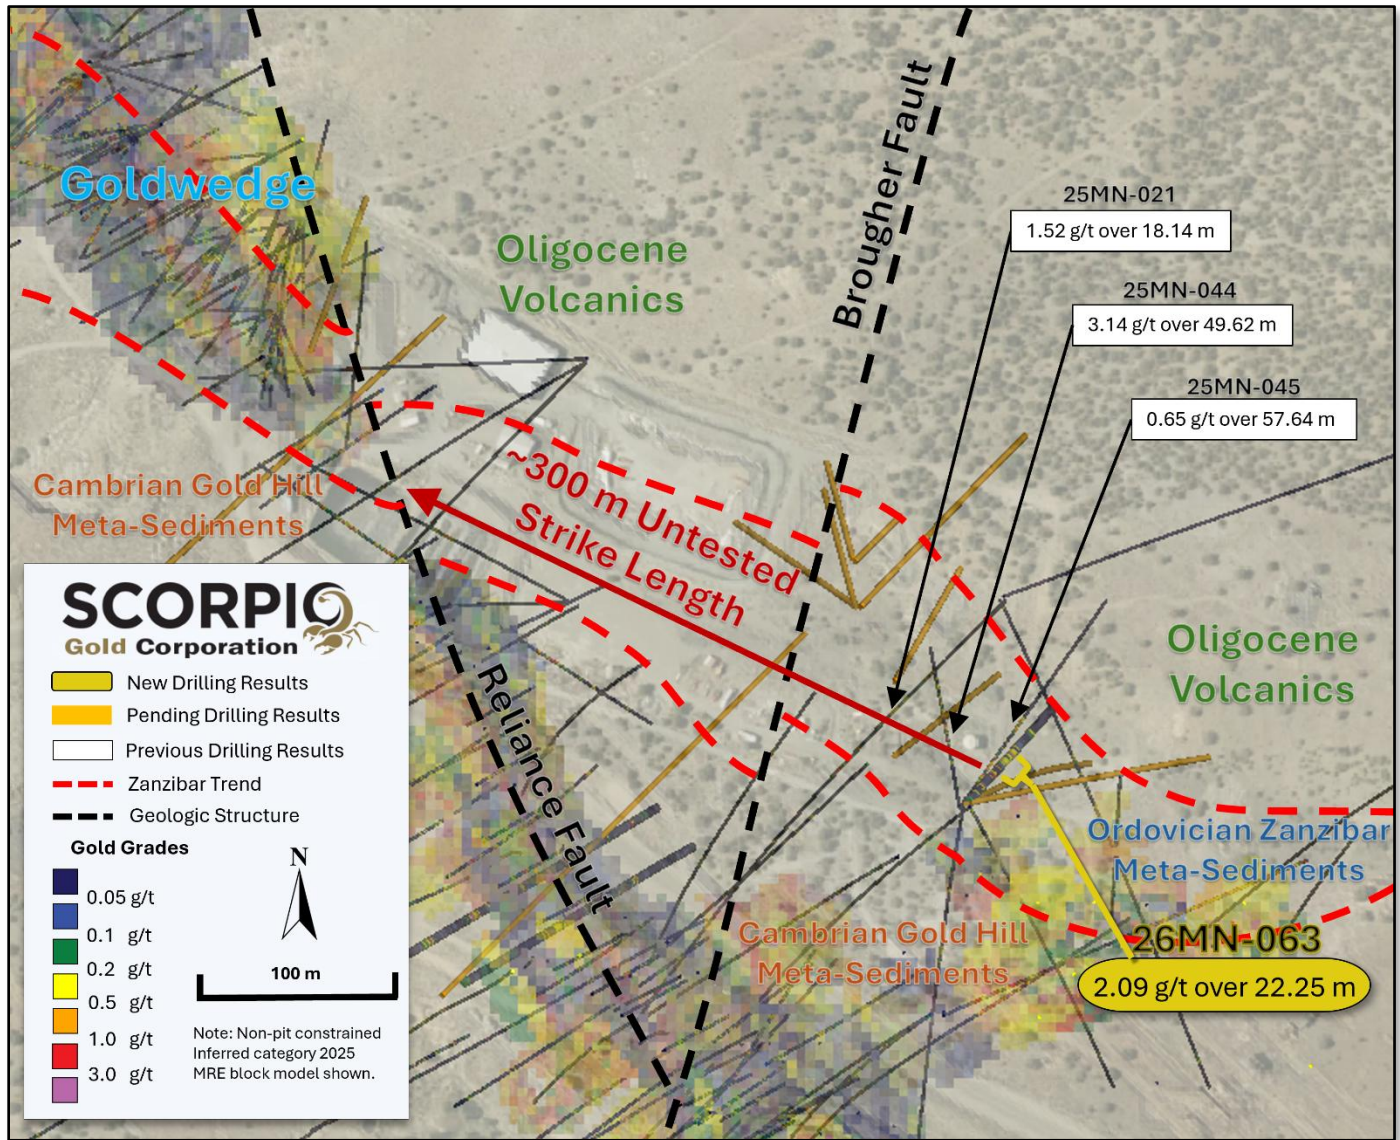 Goldwedge
Oligocene
Volcanics
Brougher Fault
25MN-021
1.52 g/t over 18.14 m
25MN-044
3.14 g/t over 49.62 m
25MN-045
0.65 g/t over 57.64 m
Cambrian Gold Hill
Meta-Sediments
~300 m Untested
Strike Length
Reliance Fault
Oligocene
Volcanics
Ordovician Zanzibar
Meta-Sediments
Cambrian Gold Hill
Meta-Sediments
26MN-063
2.09 g/t over 22.25 m
SCORPIO
Gold Corporation
New Drilling Results
Pending Drilling Results
Previous Drilling Results
Zanzibar Trend
Geologic Structure
Gold Grades
0.05 g/t
0.1 g/t
0.2 g/t
0.5 g/t
1.0 g/t
3.0 g/t
N
100 m
Note: Non-pit constrained
Inferred category 2025
MRE block model shown.